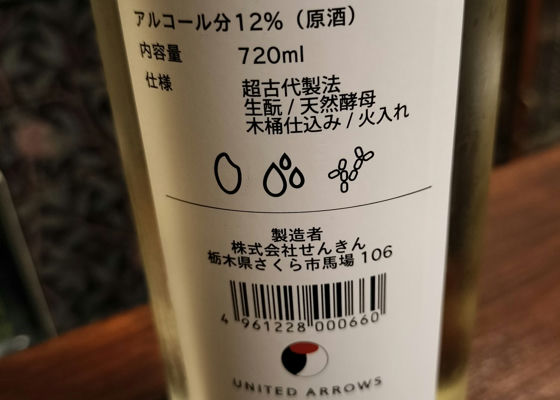 アルコール分12%（原酒）
内容量 720ml
仕様 超古代製法
生酛 / 天然酵母
木桶仕込み / 火入れ
製造者
株式会社せんきん
栃木県さくら市馬場106
4 961228 000660
UNITED ARROWS